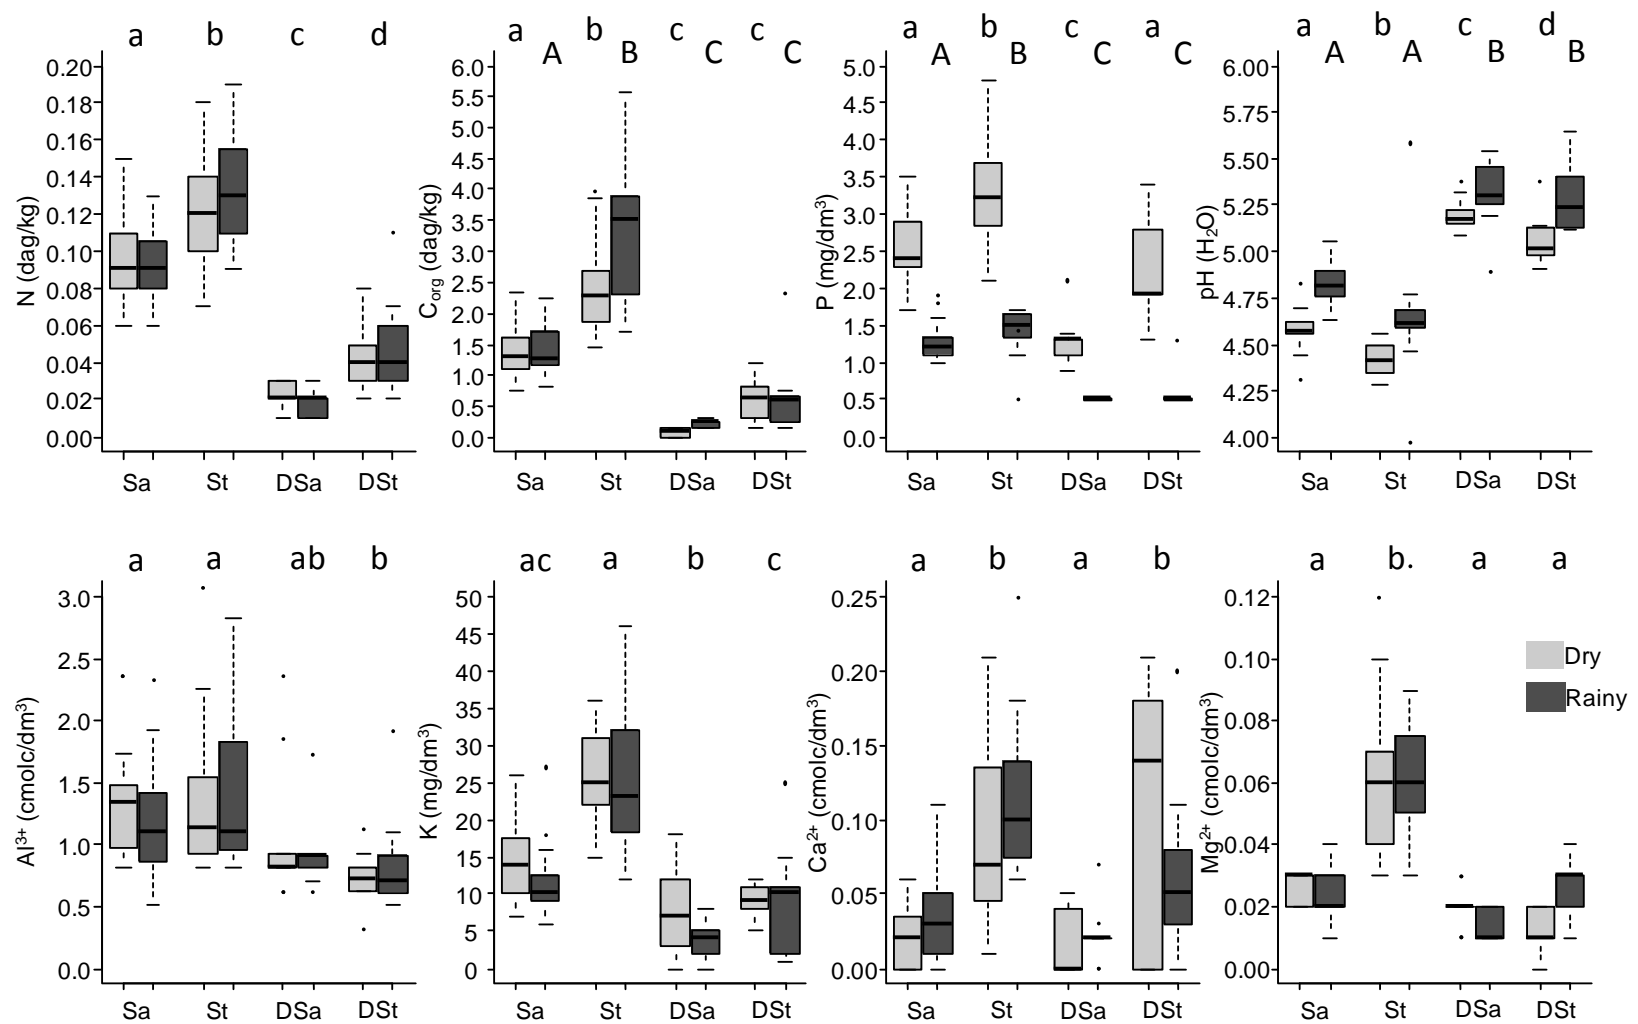 a b c d
N (dag/kg)
0.20
0.18
0.16
0.14
0.12
0.10
0.08
0.06
0.04
0.02
0.00
Sa St DSa DSt
a b c c
A B C C
C org (dag/kg)
6.0
5.5
5.0
4.5
4.0
3.5
3.0
2.5
2.0
1.5
1.0
0.5
0.0
Sa St DSa DSt
a b c a
A B C C
P (mg/dm³)
5.0
4.5
4.0
3.5
3.0
2.5
2.0
1.5
1.0
0.5
0.0
Sa St DSa DSt
a b c d
A A B B
pH (H₂O)
6.00
5.75
5.50
5.25
5.00
4.75
4.50
4.25
4.00
Sa St DSa DSt
a a ab b
Al³⁺ (cmolc/dm³)
3.0
2.5
2.0
1.5
1.0
0.5
0.0
Sa St DSa DSt
ac a b c
K (mg/dm³)
50
45
40
35
30
25
20
15
10
5
0
Sa St DSa DSt
a b a b
Ca²⁺ (cmolc/dm³)
0.25
0.20
0.15
0.10
0.05
0.00
Sa St DSa DSt
a b. a a
Mg²⁺ (cmolc/dm³)
0.12
0.10
0.08
0.06
0.04
0.02
0.00
Sa St DSa DSt
Dry
Rainy